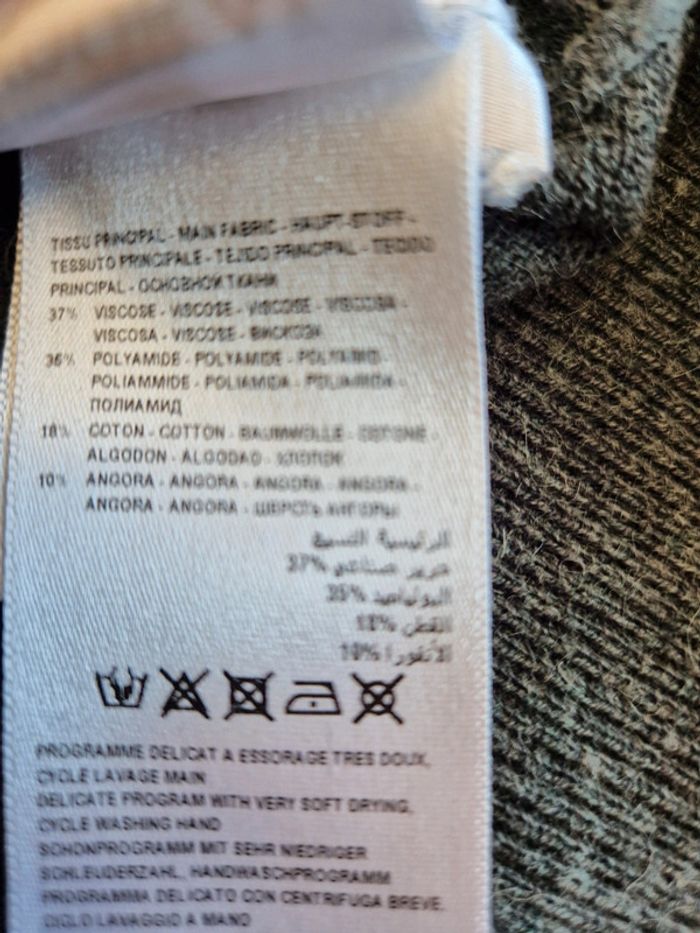 TISSU PRINCIPAL - MAIN FABRIC - HAUPT-STOFF -
TESSUTO PRINCIPALE - TEJIDO PRINCIPAL - TECIDO
PRINCIPAL - ОСНОВНОЙ ТКАНИ
37% VISCOSE - VISCOSE - VISCOSE - VISCOSA -
VISCOSA - VISCOSE - ВИСКОЗА
36% POLYAMIDE - POLYAMIDE - POLYAMID -
POLIAMMIDE - POLIAMIDA - POLIAMIDA -
ПОЛИАМИД
18% COTON - COTTON - BAUMWOLLE - COTONE -
ALGODON - ALGODAO - ХЛОПОК
10% ANGORA - ANGORA - ANGORA - ANGORA -
ANGORA - ANGORA - ШЕРСТЬ АНГОРЫ
الرئيسية النسيج
حرير صناعي 37%
البولياميد 35%
القطن 18%
الأنغورا 10%
PROGRAMME DELICAT A ESSORAGE TRES DOUX,
CYCLE LAVAGE MAIN
DELICATE PROGRAM WITH VERY SOFT DRYING,
CYCLE WASHING HAND
SCHONPROGRAMM MIT SEHR NIEDRIGER
SCHLEUDERZAHL, HANDWASCHPROGRAMM
PROGRAMMA DELICATO CON CENTRIFUGA BREVE,
CICLO LAVAGGIO A MANO